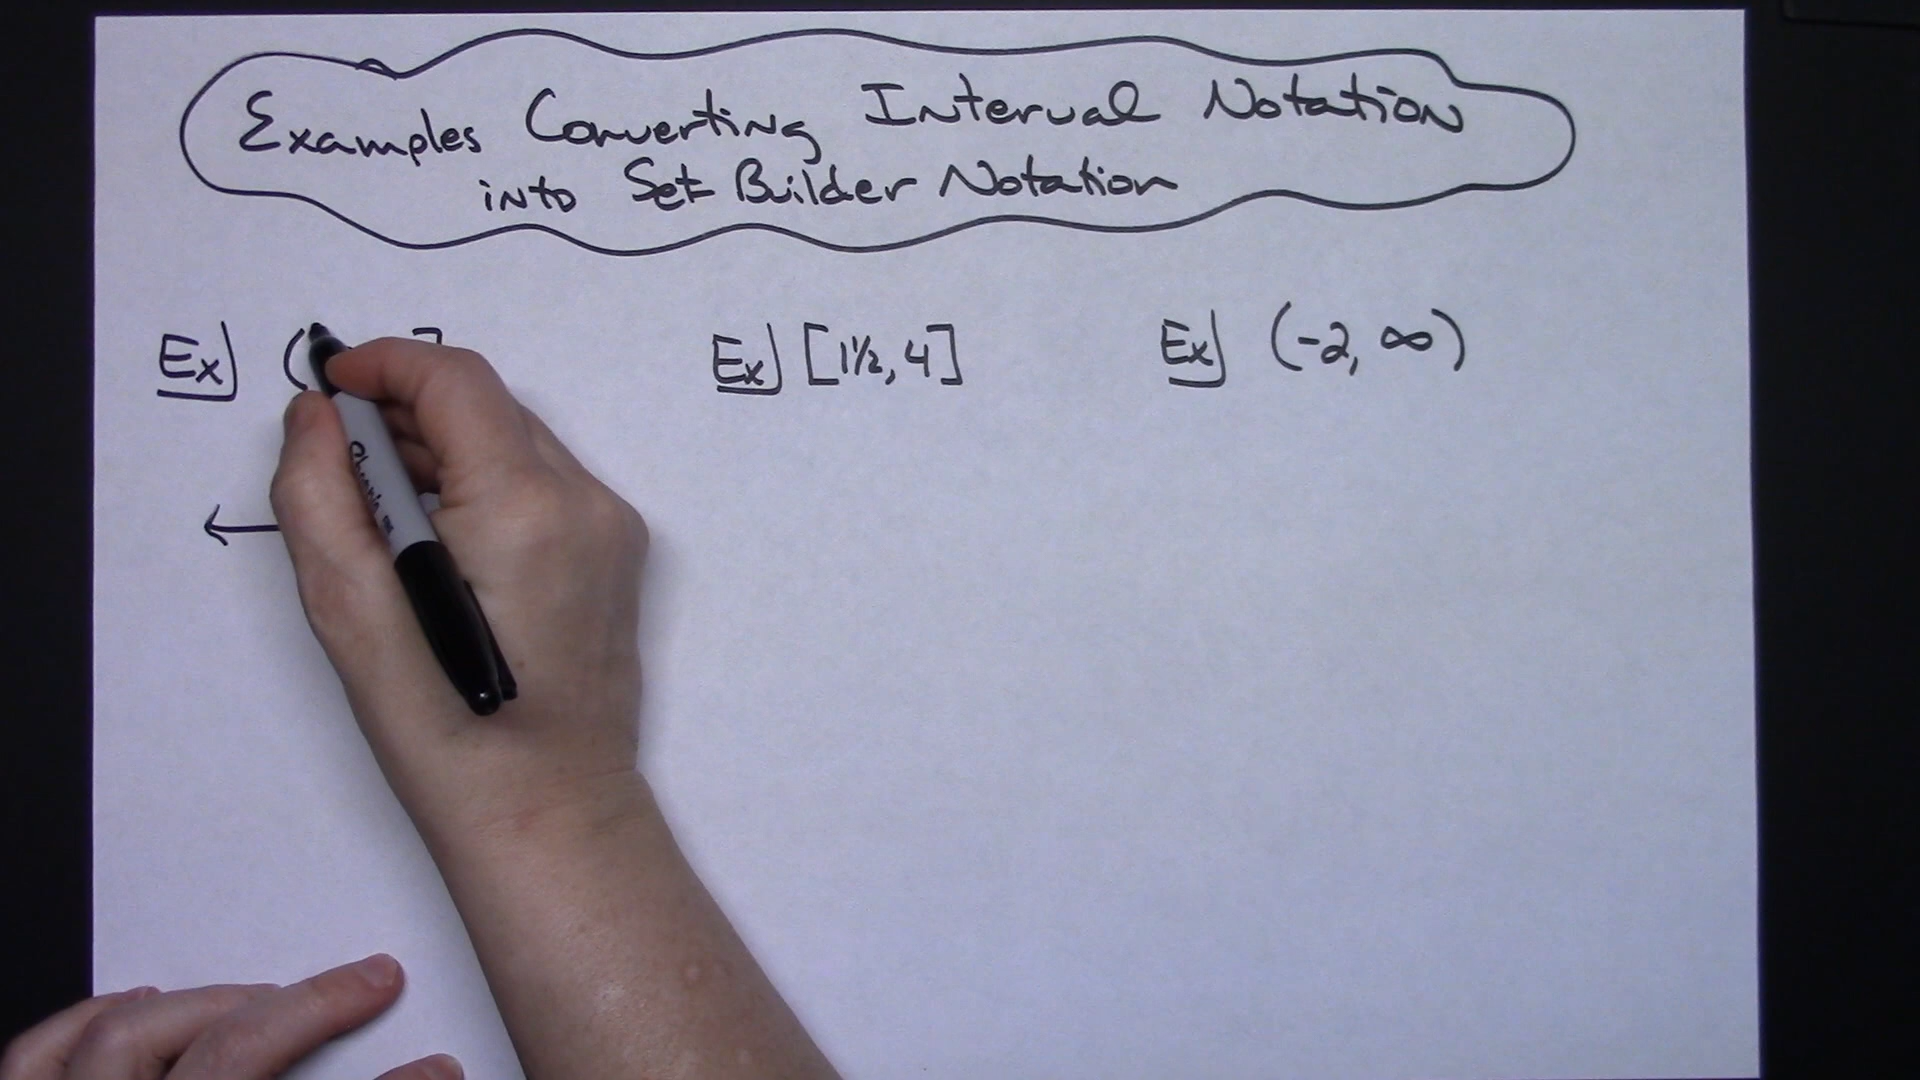 Examples Converting Interval Notation
into Set Builder Notation
Ex ( ]
Ex [1½, 4]
Ex (-2, ∞)